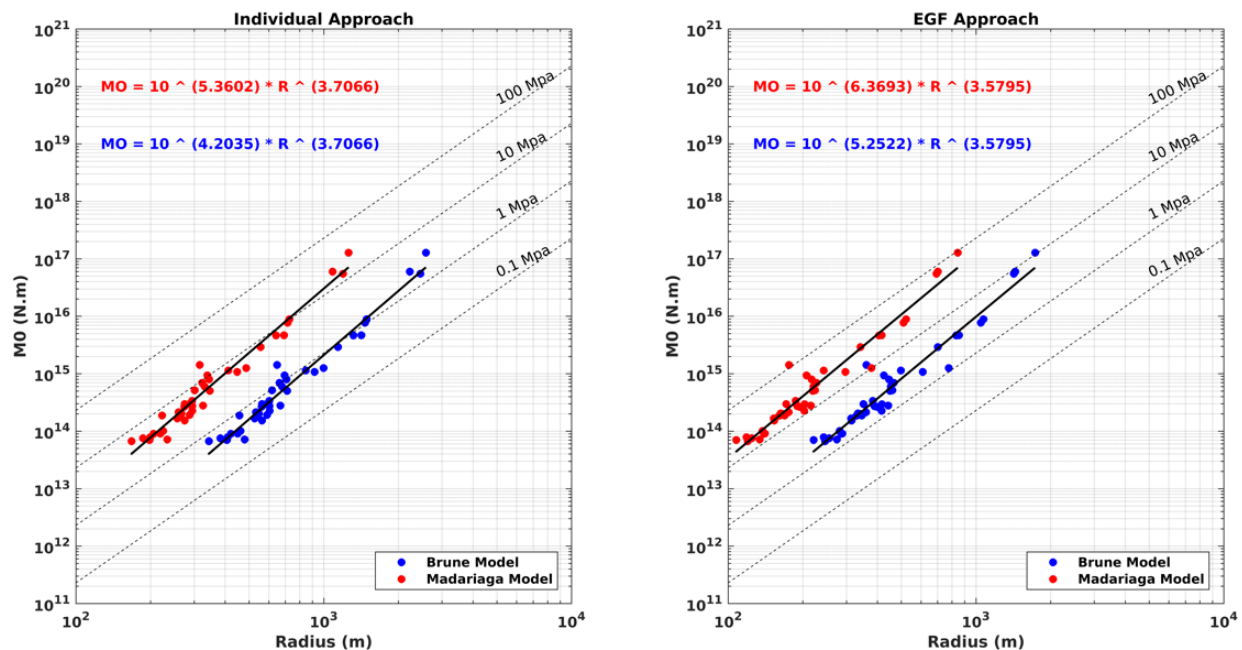 Individual Approach
10^21
10^20
10^19
10^18
10^17
10^16
10^15
10^14
10^13
10^12
10^11
M0 (N.m)
MO = 10 ^ (5.3602) * R ^ (3.7066)
MO = 10 ^ (4.2035) * R ^ (3.7066)
100 Mpa
10 Mpa
1 Mpa
0.1 Mpa
Brune Model
Madariaga Model
10^2
10^3
10^4
Radius (m)
EGF Approach
10^21
10^20
10^19
10^18
10^17
10^16
10^15
10^14
10^13
10^12
10^11
M0 (N.m)
MO = 10 ^ (6.3693) * R ^ (3.5795)
MO = 10 ^ (5.2522) * R ^ (3.5795)
100 Mpa
10 Mpa
1 Mpa
0.1 Mpa
Brune Model
Madariaga Model
10^2
10^3
10^4
Radius (m)